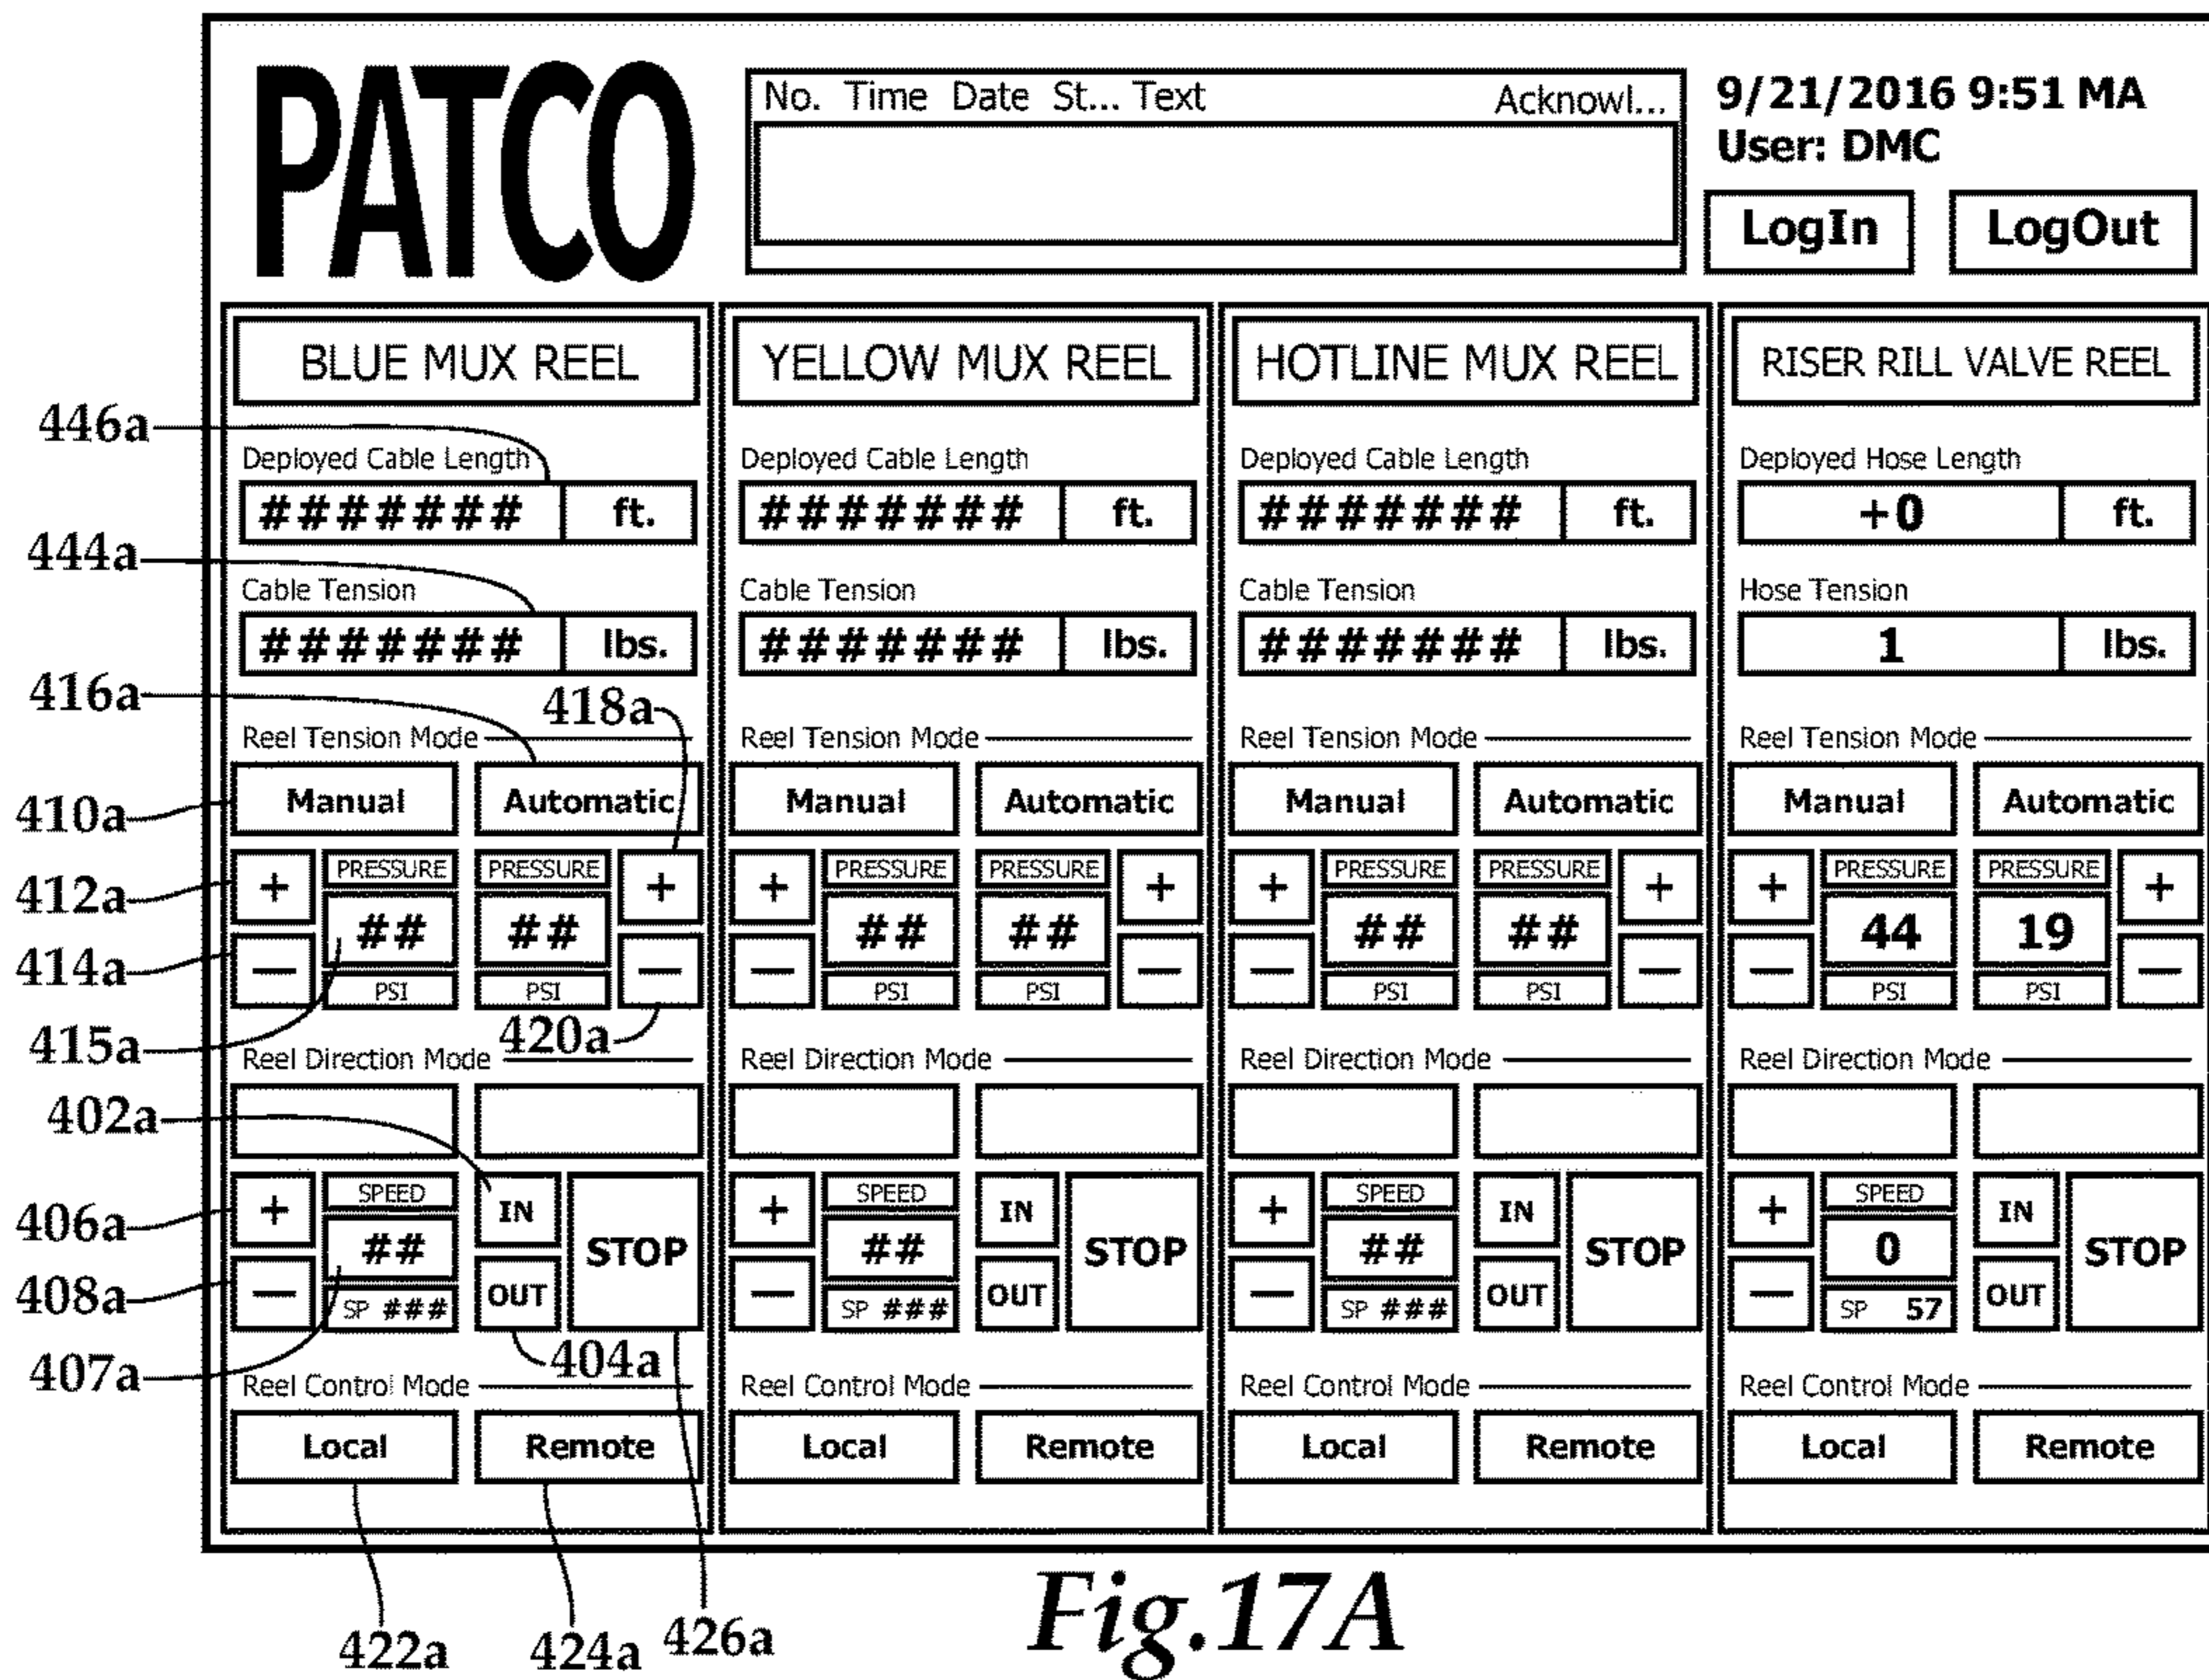 PATCO
No. Time Date St... Text Acknowl...
9/21/2016 9:51 MA
User: DMC
LogIn LogOut
BLUE MUX REEL YELLOW MUX REEL HOTLINE MUX REEL RISER RILL VALVE REEL
446a
Deployed Cable Length Deployed Cable Length Deployed Cable Length Deployed Hose Length
####### ft. ####### ft. ####### ft. +0 ft.
444a
Cable Tension Cable Tension Cable Tension Hose Tension
####### lbs. ####### lbs. ####### lbs. 1 lbs.
416a 418a
Reel Tension Mode Reel Tension Mode Reel Tension Mode Reel Tension Mode
410a Manual Automatic Manual Automatic Manual Automatic Manual Automatic
412a + PRESSURE PRESSURE + + PRESSURE PRESSURE + + PRESSURE PRESSURE + + PRESSURE PRESSURE +
## ## ## ## ## ## 44 19
414a — — — — — — — —
PSI PSI PSI PSI PSI PSI PSI PSI
415a 420a
Reel Direction Mode Reel Direction Mode Reel Direction Mode Reel Direction Mode
402a
406a + SPEED IN + SPEED IN + SPEED IN + SPEED IN
## STOP ## STOP ## STOP 0 STOP
408a — SP ### OUT — SP ### OUT — SP ### OUT — SP 57 OUT
407a 404a
Reel Control Mode Reel Control Mode Reel Control Mode Reel Control Mode
Local Remote Local Remote Local Remote Local Remote
422a 424a 426a
Fig.17A